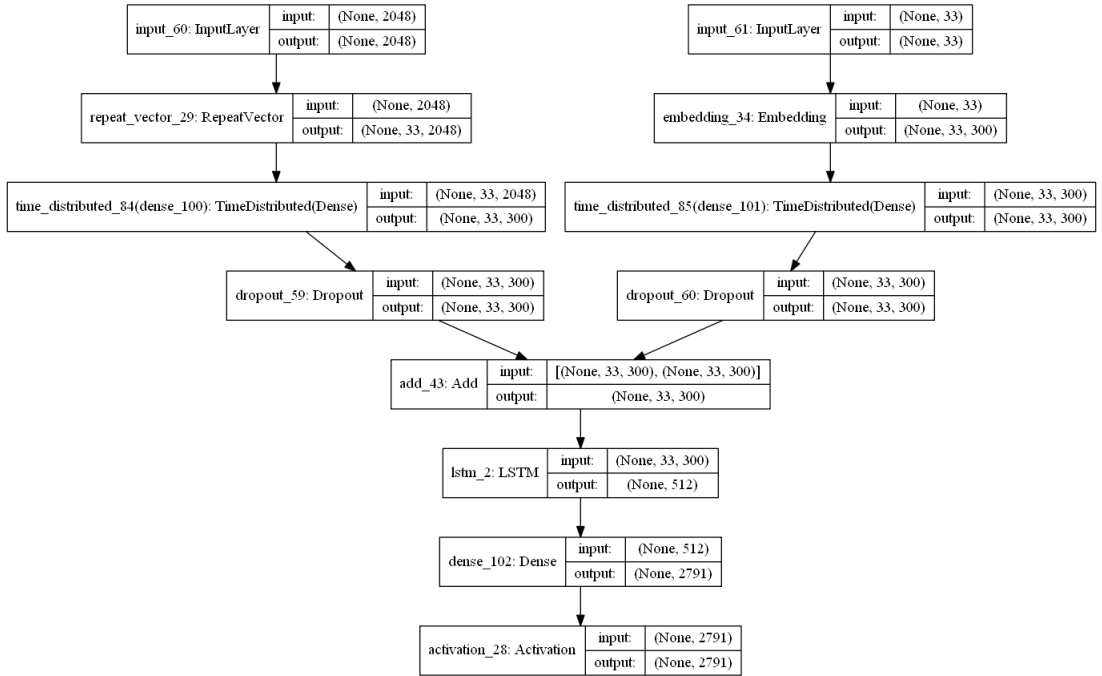 input_60: InputLayer input: (None, 2048)
output: (None, 2048)
input_61: InputLayer input: (None, 33)
output: (None, 33)
repeat_vector_29: RepeatVector input: (None, 2048)
output: (None, 33, 2048)
embedding_34: Embedding input: (None, 33)
output: (None, 33, 300)
time_distributed_84(dense_100): TimeDistributed(Dense) input: (None, 33, 2048)
output: (None, 33, 300)
time_distributed_85(dense_101): TimeDistributed(Dense) input: (None, 33, 300)
output: (None, 33, 300)
dropout_59: Dropout input: (None, 33, 300)
output: (None, 33, 300)
dropout_60: Dropout input: (None, 33, 300)
output: (None, 33, 300)
add_43: Add input: [(None, 33, 300), (None, 33, 300)]
output: (None, 33, 300)
lstm_2: LSTM input: (None, 33, 300)
output: (None, 512)
dense_102: Dense input: (None, 512)
output: (None, 2791)
activation_28: Activation input: (None, 2791)
output: (None, 2791)